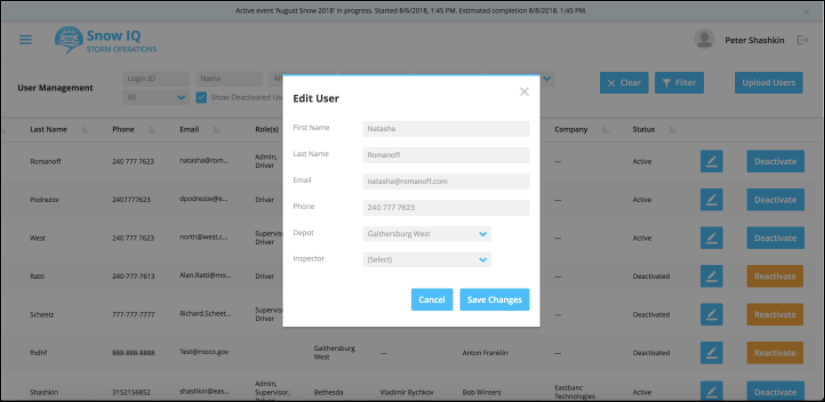 Active event 'August Snow 2018' in progress. Started 8/6/2018, 1:45 PM. Estimated completion 8/8/2018, 1:45 PM.
Snow IQ
STORM OPERATIONS
Peter Shashkin
User Management
Login ID
Name
All
Show Deactivated
Clear
Filter
Upload Users
Edit User
First Name Natasha
Last Name Romanoff
Email natasha@romanoff.com
Phone 240 777 7623
Depot Gaithersburg West
Inspector (Select)
Cancel Save Changes
Last Name Phone Email Role(s) Company Status
Romanoff 240 777 7623 natasha@rom... Admin, Driver --- Active Deactivate
Podrezov 2407777623 dpodrezov@e... Driver --- Active Deactivate
West 240 777 7623 north@west.c... Driver --- Active Deactivate
Ratti 240-777-7613 Alan.Ratti@mo... Driver --- Deactivated Reactivate
Scheetz 777-777-7777 Richard.Scheet... Driver --- Deactivated Reactivate
fhdhf 888-888-8888 Test@moco.gov Gaithersburg West --- Anton Franklin --- Deactivated Reactivate
Shashkin 3152156852 shashkin@eas... Admin, Supervisor, Driver Bethesda Vladimir Bychkov Bob Winters Eastbanc Technologies Active Deactivate